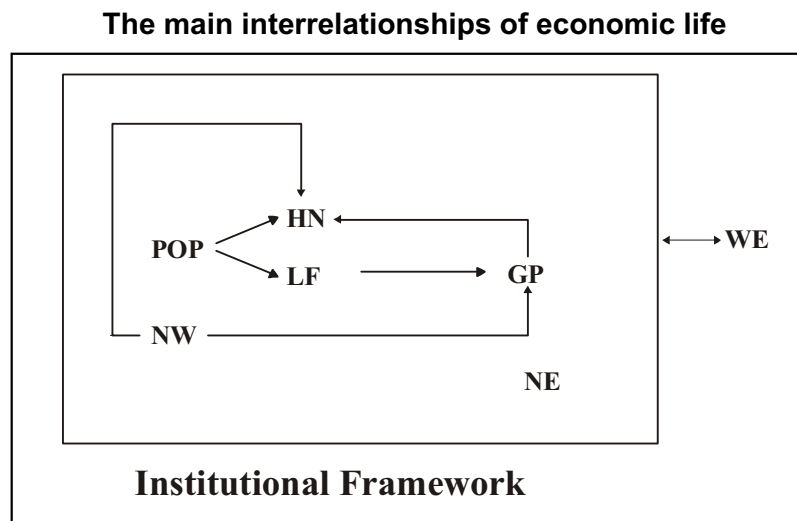 The main interrelationships of economic life
HN
POP
WE
LF
GP
NW
NE
Institutional Framework